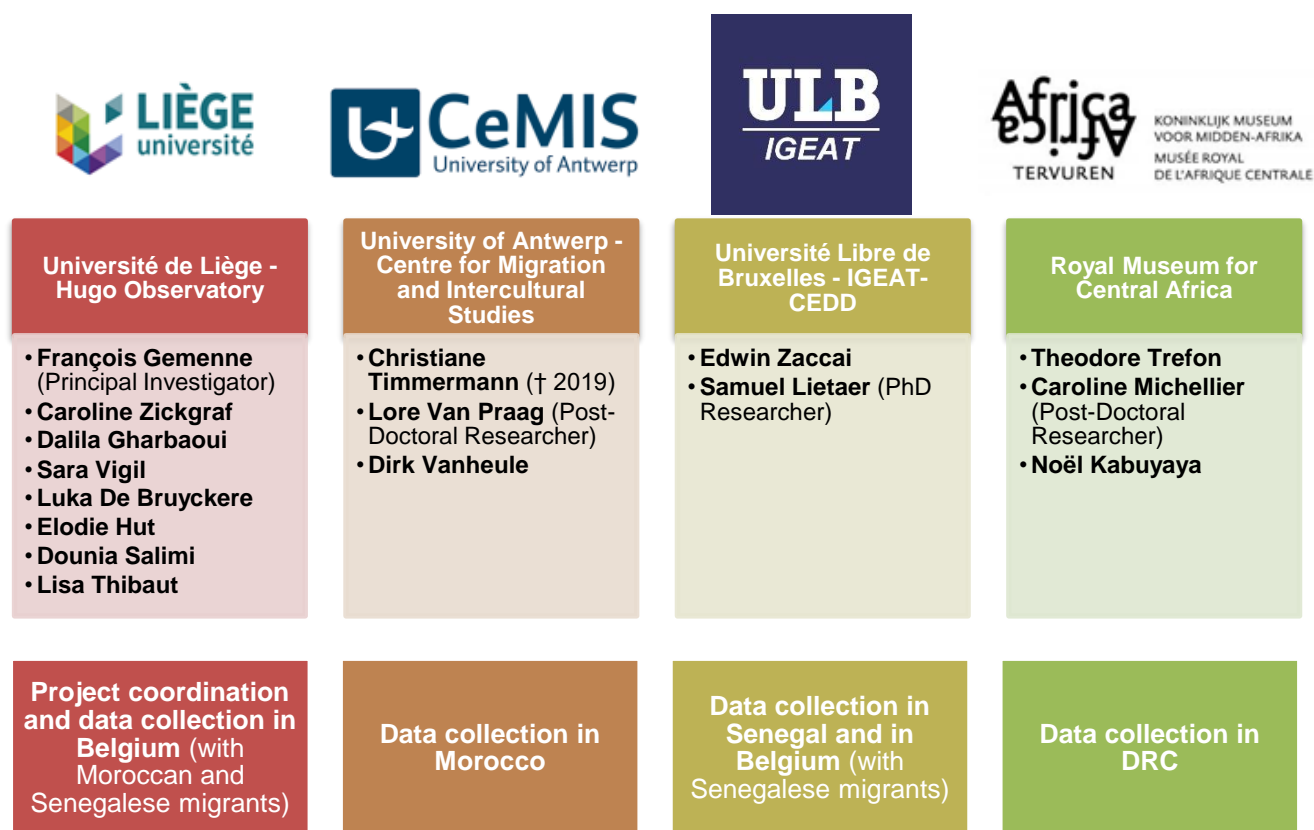 LIÈGE
université
CeMIS
University of Antwerp
ULB
IGEAT
Africa
Africa
TERVUREN
KONINKLIJK MUSEUM
VOOR MIDDEN-AFRIKA
MUSÉE ROYAL
DE L'AFRIQUE CENTRALE
Université de Liège -
Hugo Observatory
• François Gemenne
(Principal Investigator)
• Caroline Zickgraf
• Dalila Gharbaoui
• Sara Vigil
• Luka De Bruyckere
• Elodie Hut
• Dounia Salimi
• Lisa Thibaut
Project coordination
and data collection in
Belgium (with
Moroccan and
Senegalese migrants)
University of Antwerp -
Centre for Migration
and Intercultural
Studies
• Christiane
Timmermann († 2019)
• Lore Van Praag (Post-
Doctoral Researcher)
• Dirk Vanheule
Data collection in
Morocco
Université Libre de
Bruxelles - IGEAT-
CEDD
• Edwin Zaccai
• Samuel Lietaer (PhD
Researcher)
Data collection in
Senegal and in
Belgium (with
Senegalese migrants)
Royal Museum for
Central Africa
• Theodore Trefon
• Caroline Michellier
(Post-Doctoral
Researcher)
• Noël Kabuyaya
Data collection in
DRC